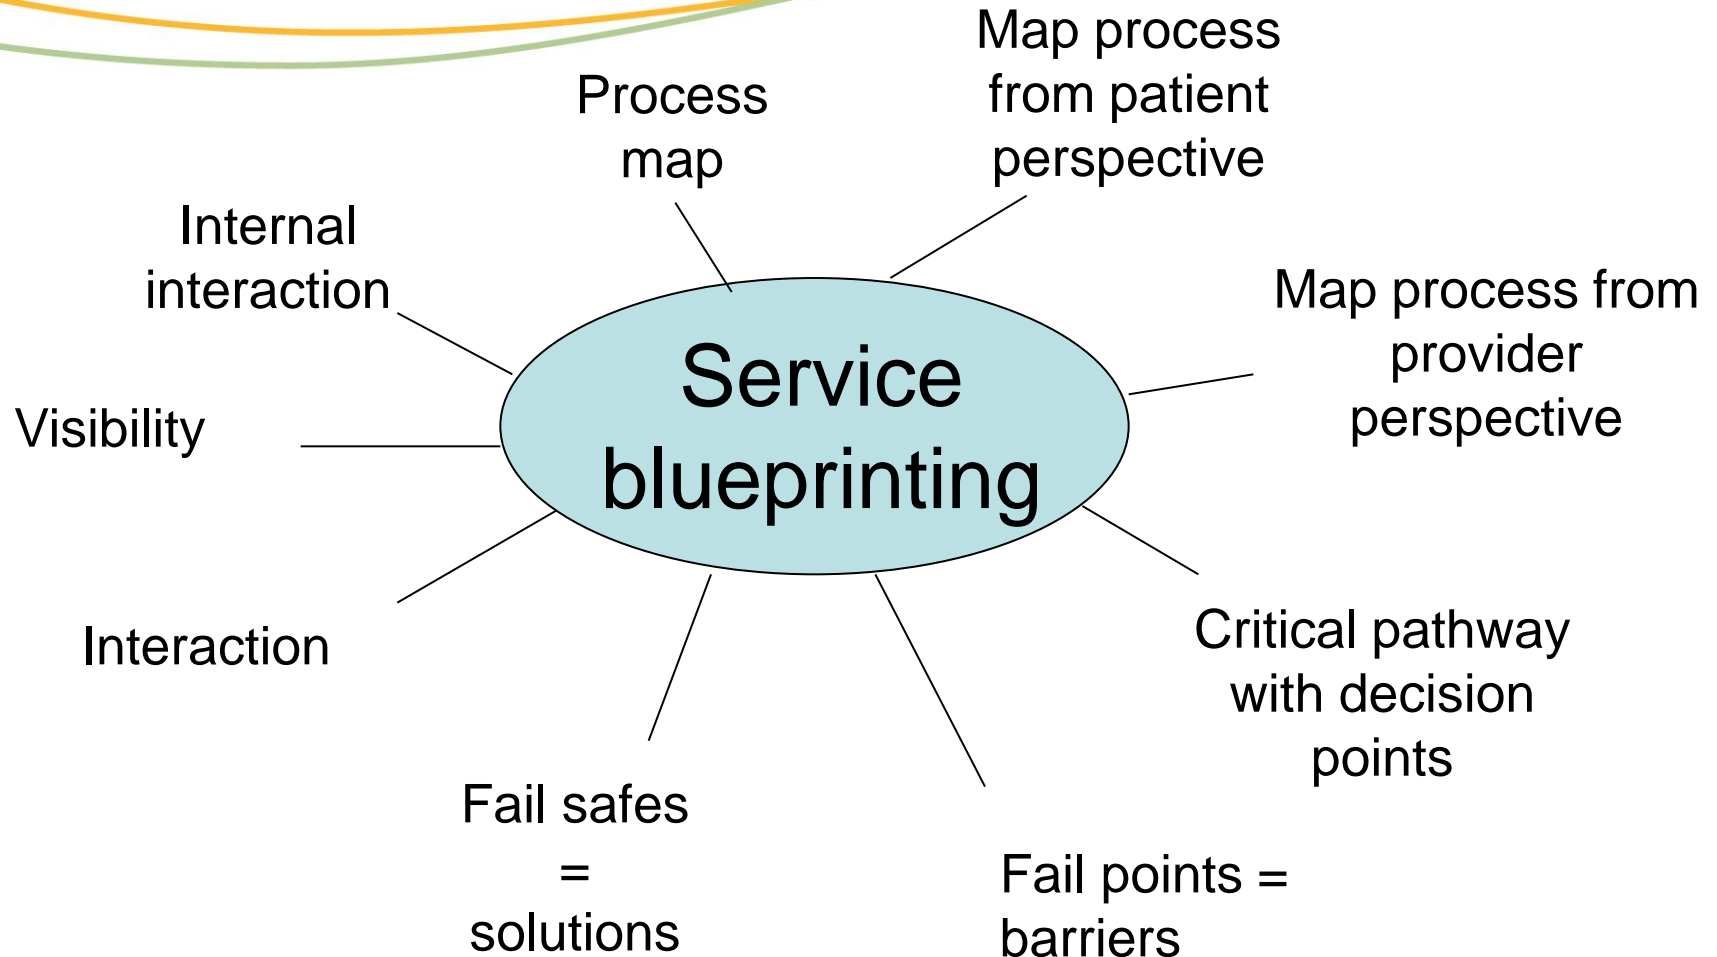 Map process
from patient
perspective
Process
map
Internal
interaction
Map process from
provider
perspective
Service
blueprinting
Visibility
Interaction
Critical pathway
with decision
points
Fail safes
=
solutions
Fail points =
barriers